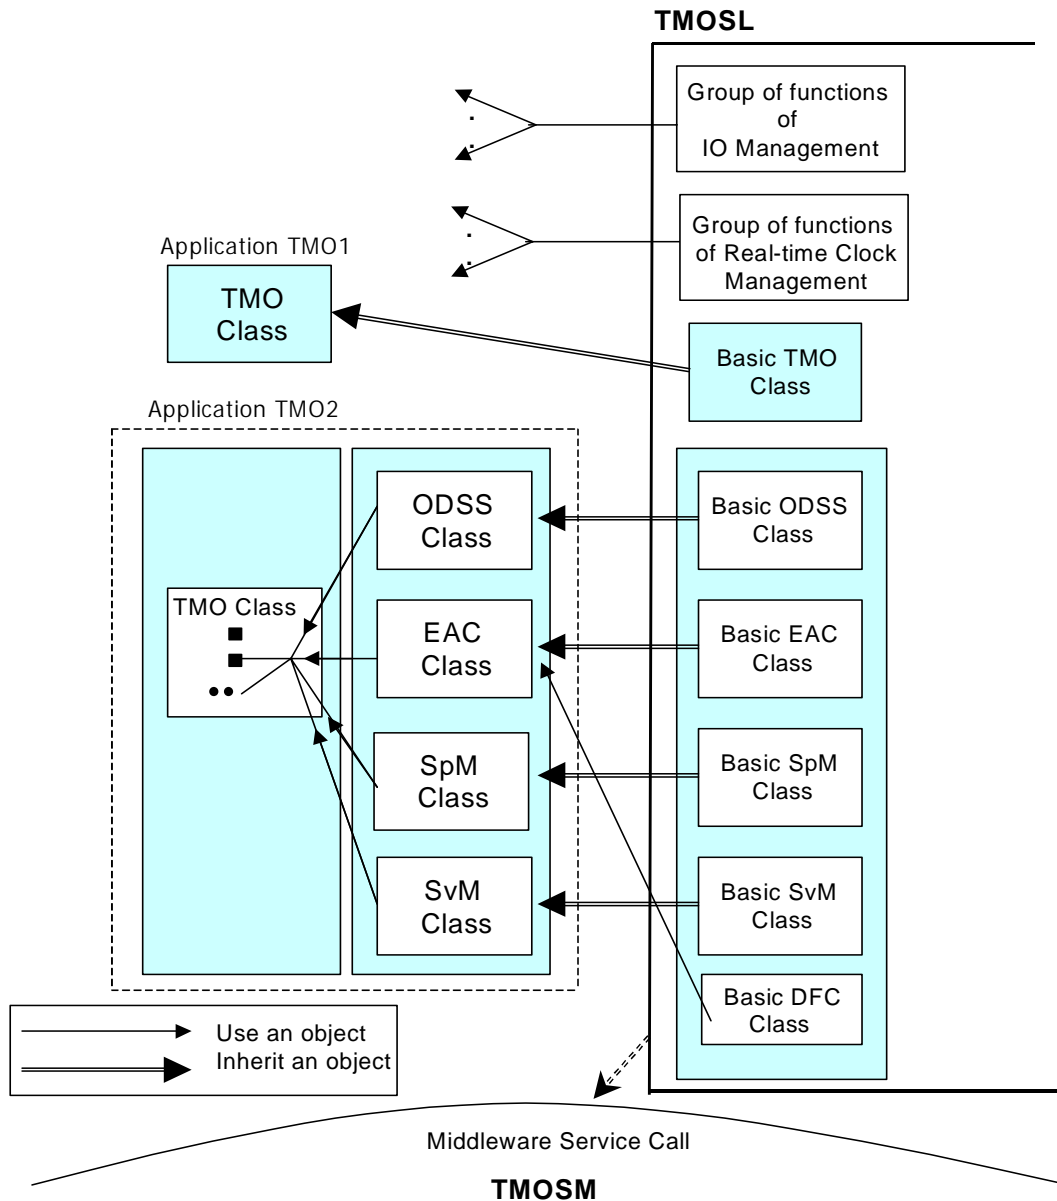 TMOSL
Group of functions
of
IO Management
Group of functions
of Real-time Clock
Management
Application TMO1
TMO
Class
Basic TMO
Class
Application TMO2
ODSS
Class
Basic ODSS
Class
TMO Class
EAC
Class
Basic EAC
Class
SpM
Class
Basic SpM
Class
SvM
Class
Basic SvM
Class
Basic DFC
Class
Use an object
Inherit an object
Middleware Service Call
TMOSM